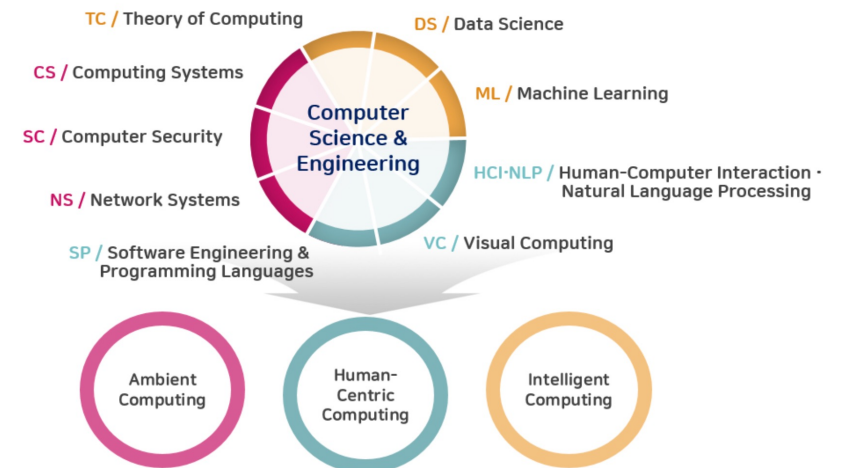 TC / Theory of Computing
DS / Data Science
CS / Computing Systems
ML / Machine Learning
Computer
Science &
Engineering
SC / Computer Security
HCI·NLP / Human-Computer Interaction ·
Natural Language Processing
NS / Network Systems
VC / Visual Computing
SP / Software Engineering &
Programming Languages
Ambient
Computing
Human-
Centric
Computing
Intelligent
Computing